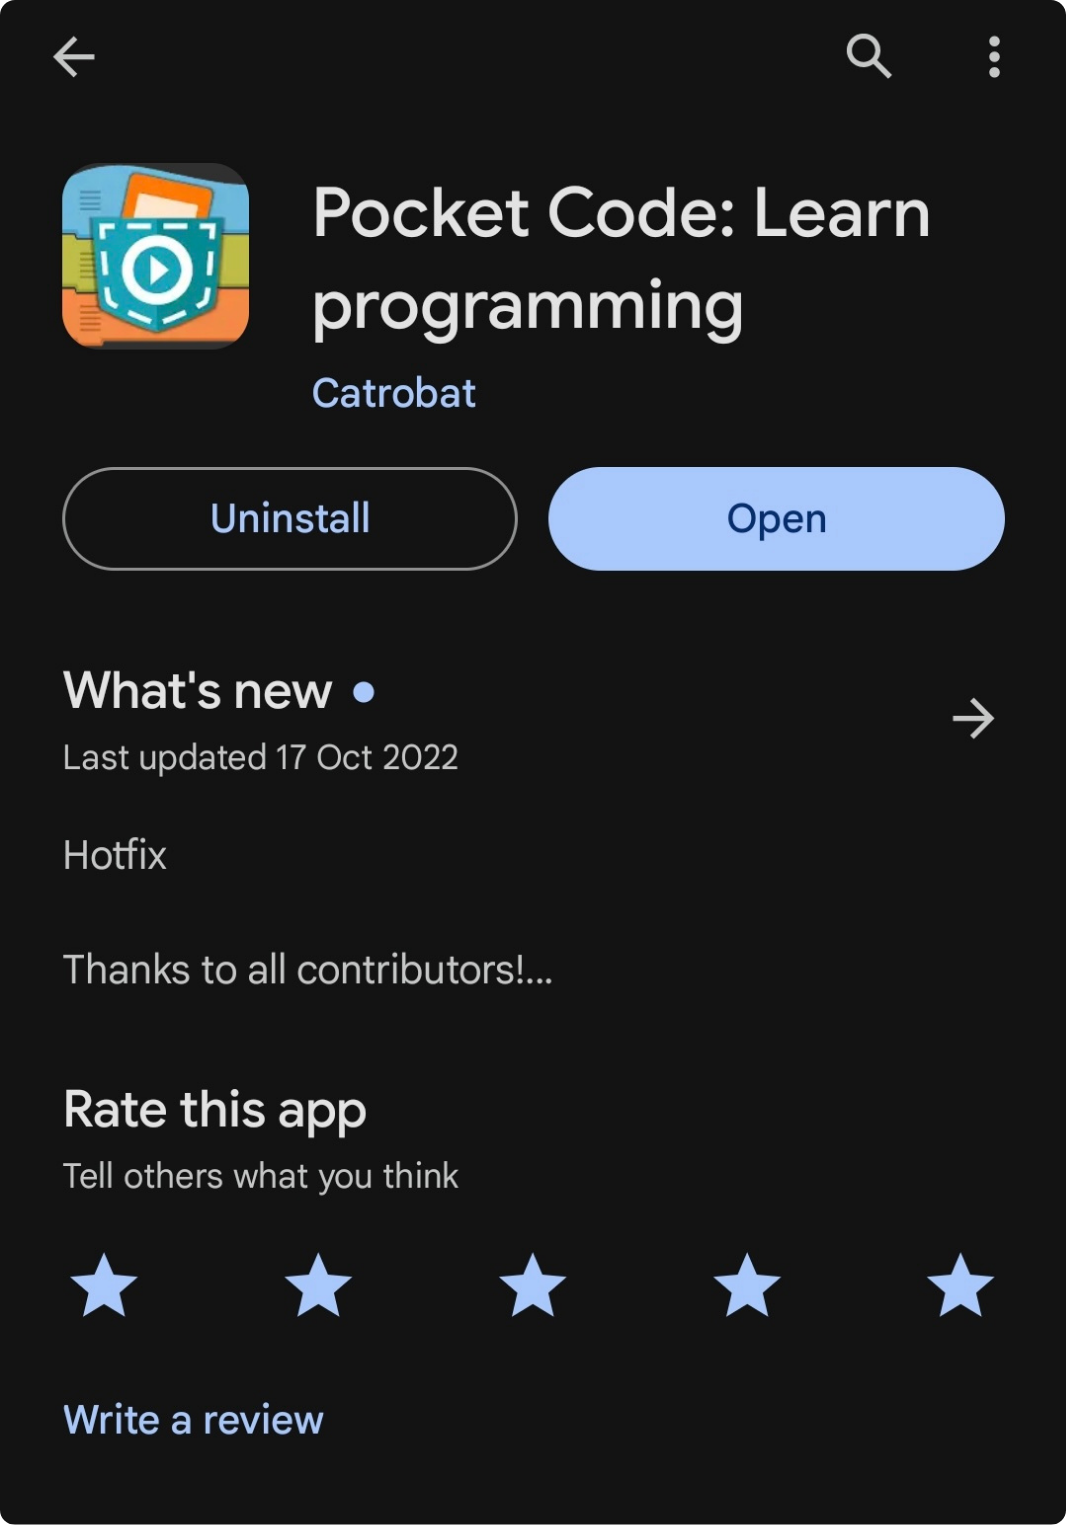 Pocket Code: Learn
programming
Catrobat
Uninstall
Open
What's new
Last updated 17 Oct 2022
Hotfix
Thanks to all contributors!...
Rate this app
Tell others what you think
Write a review